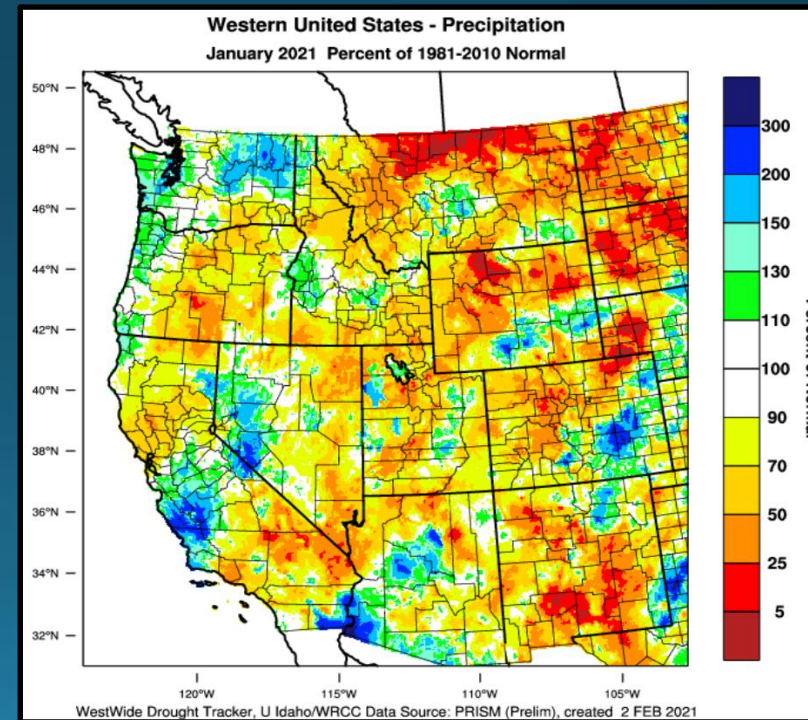 Western United States - Precipitation
January 2021 Percent of 1981-2010 Normal
50°N
48°N
46°N
44°N
42°N
40°N
38°N
36°N
34°N
32°N
120°W
115°W
110°W
105°W
300
200
150
130
110
100
90
70
50
25
5
WestWide Drought Tracker, U Idaho/WRCC Data Source: PRISM (Prelim), created 2 FEB 2021